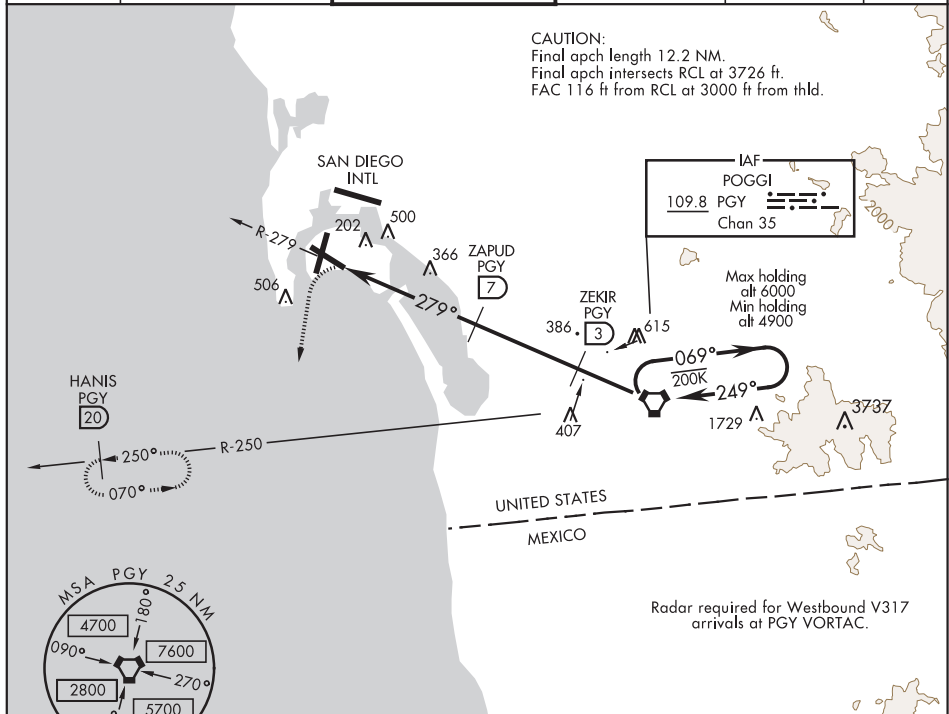 CAUTION:
Final apch length 12.2 NM.
Final apch intersects RCL at 3726 ft.
FAC 116 ft from RCL at 3000 ft from thld.
SAN DIEGO
INTL
IAF
POGGI
109.8 PGY
Chan 35
2000
R-279
202
500
366
506
279°
ZAPUD
PGY
7
ZEKIR
PGY
3
386
615
407
Max holding
alt 6000
Min holding
alt 4900
069°
200K
249°
1729
3737
HANIS
PGY
20
250°
R-250
070°
UNITED STATES
MEXICO
MSA PGY 25 NM
180°
4700
090°
7600
270°
2800
5700
Radar required for Westbound V317
arrivals at PGY VORTAC.